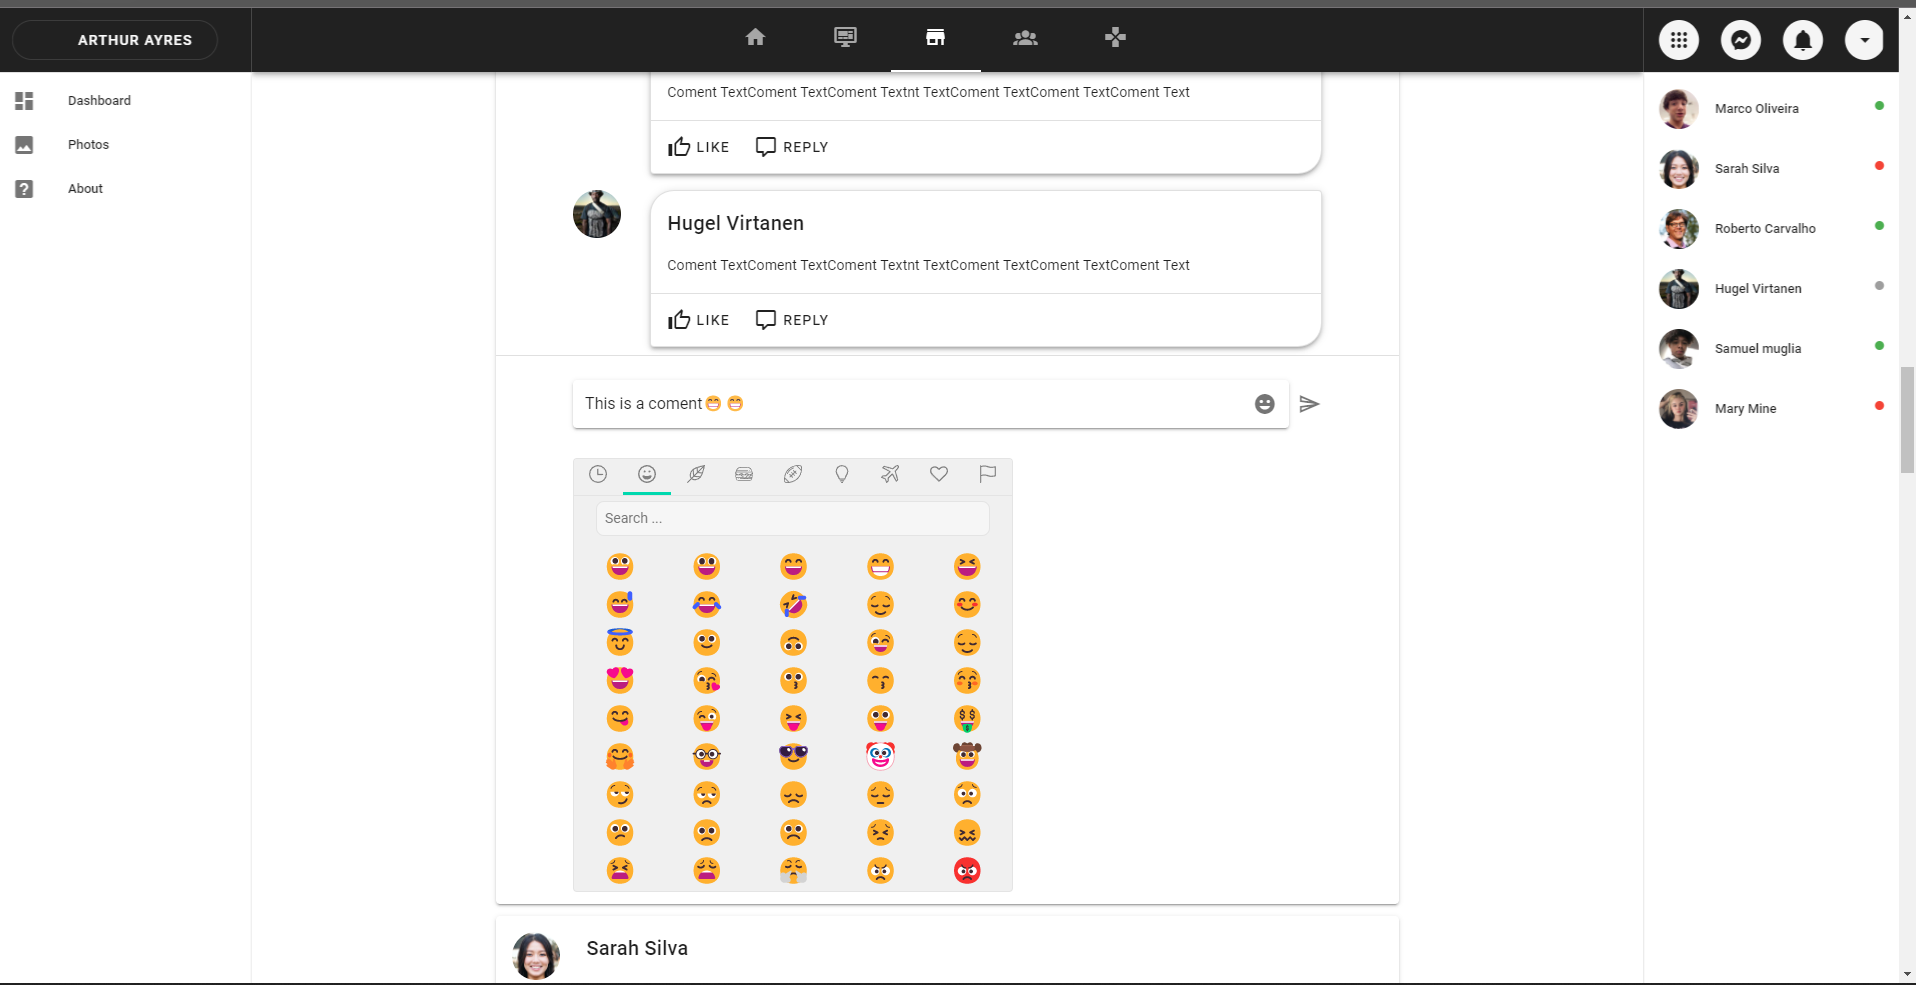 ARTHUR AYRES
Dashboard
Photos
About
Coment TextComent TextComent Textnt TextComent TextComent TextComent Text
LIKE REPLY
Hugel Virtanen
Coment TextComent TextComent Textnt TextComent TextComent TextComent Text
LIKE REPLY
This is a coment😁 😁
Search ...
Sarah Silva
Marco Oliveira
Sarah Silva
Roberto Carvalho
Hugel Virtanen
Samuel muglia
Mary Mine